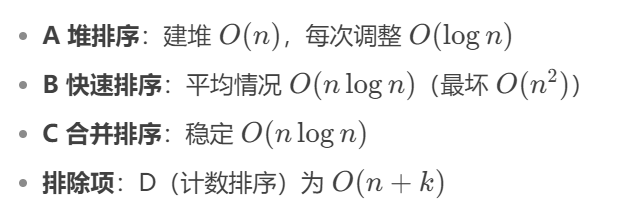 • A 堆排序：建堆 O(n)，每次调整 O(log n)
• B 快速排序：平均情况 O(n log n)（最坏 O(n²)）
• C 合并排序：稳定 O(n log n)
• 排除项：D（计数排序）为 O(n + k)